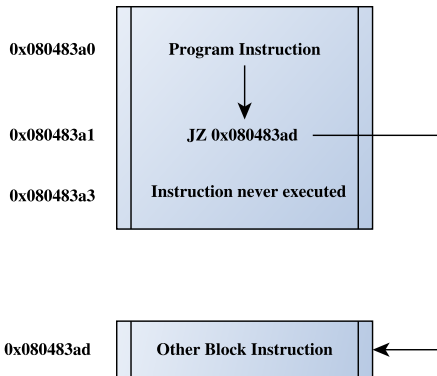 0x080483a0 Program Instruction
0x080483a1 JZ 0x080483ad
0x080483a3 Instruction never executed
0x080483ad Other Block Instruction